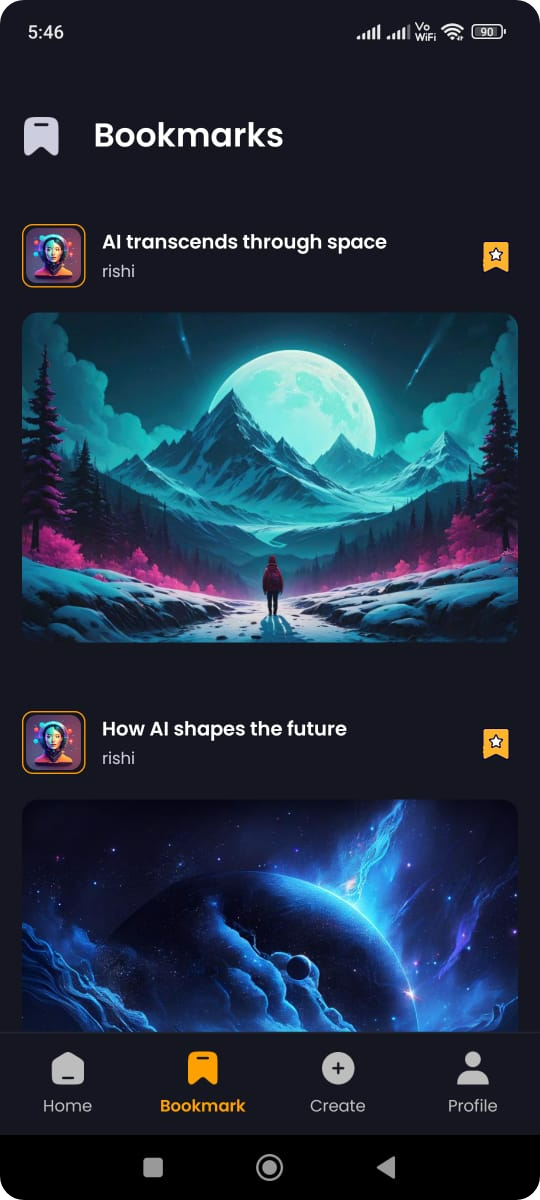 5:46
Vo
WiFi
90
Bookmarks
AI transcends through space
rishi
How AI shapes the future
rishi
Home
Bookmark
Create
Profile